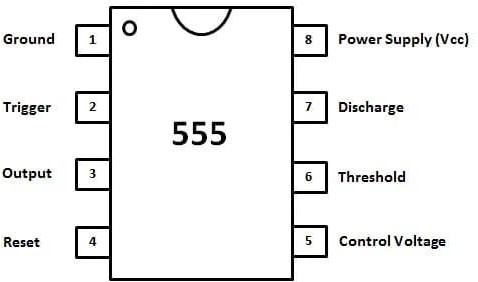 Ground 1 8 Power Supply (Vcc)
Trigger 2 7 Discharge
555
Output 3 6 Threshold
Reset 4 5 Control Voltage